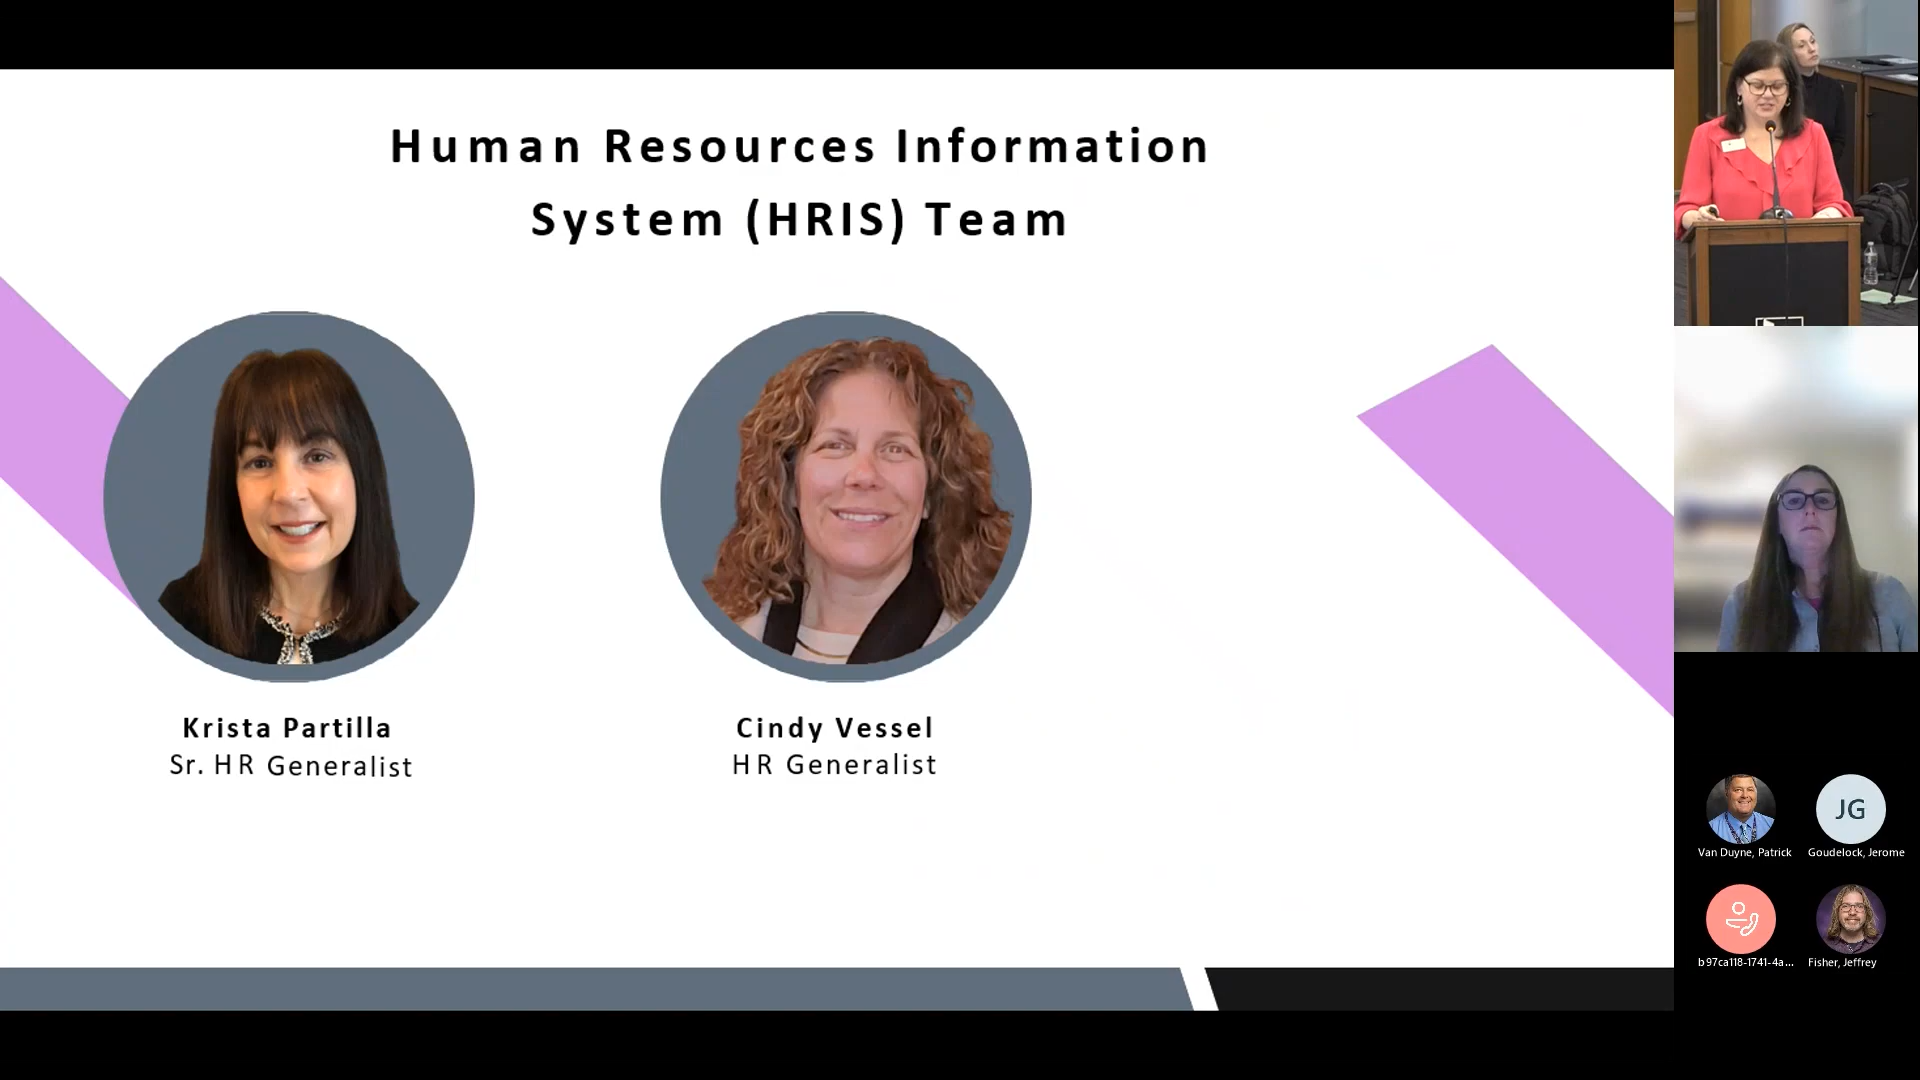 Human Resources Information
System (HRIS) Team
Krista Partilla
Sr. HR Generalist
Cindy Vessel
HR Generalist
Van Duyne, Patrick
JG
Goudelock, Jerome
b97ca118-1741-4a...
Fisher, Jeffrey